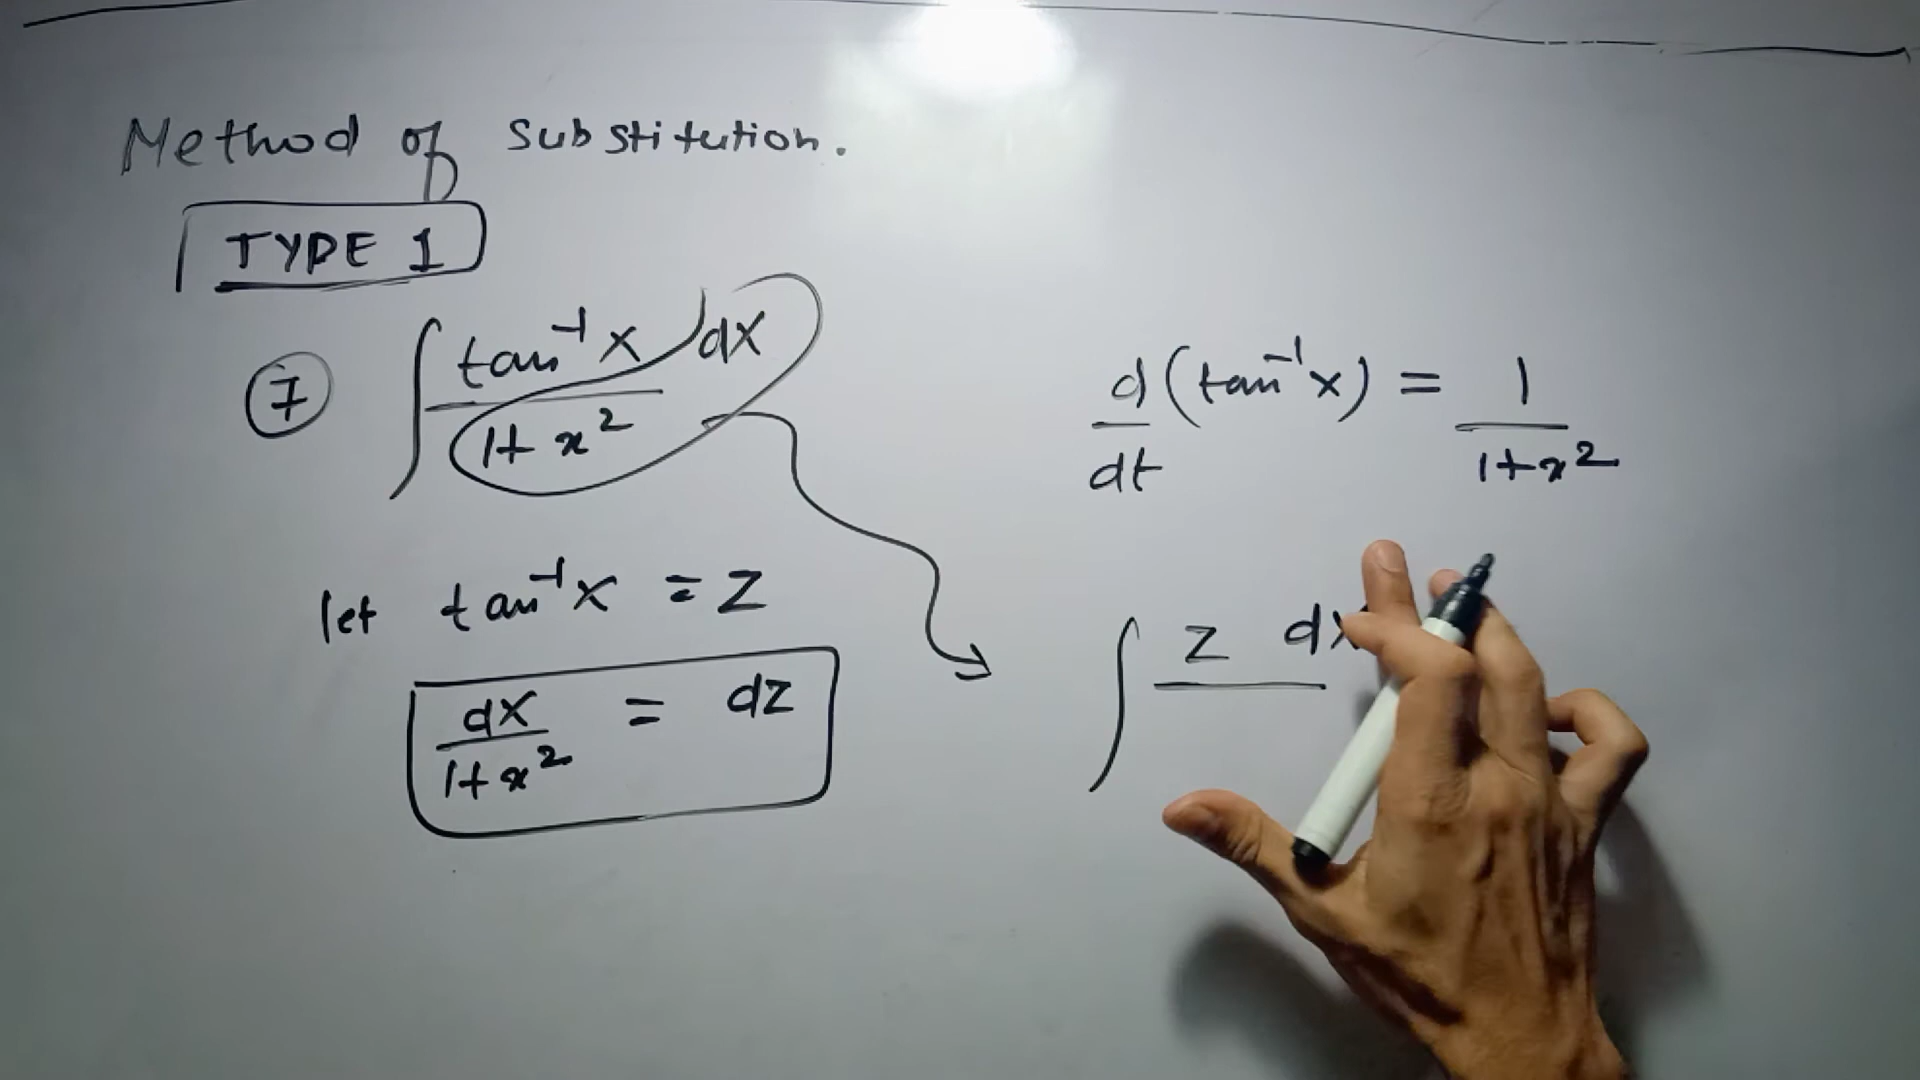 Method of Substitution.
TYPE 1
⑦ ∫ tan⁻¹x dx / 1+x²
let tan⁻¹x = z
dx / 1+x² = dz
d/dt (tan⁻¹x) = 1 / 1+x²
∫ z dx